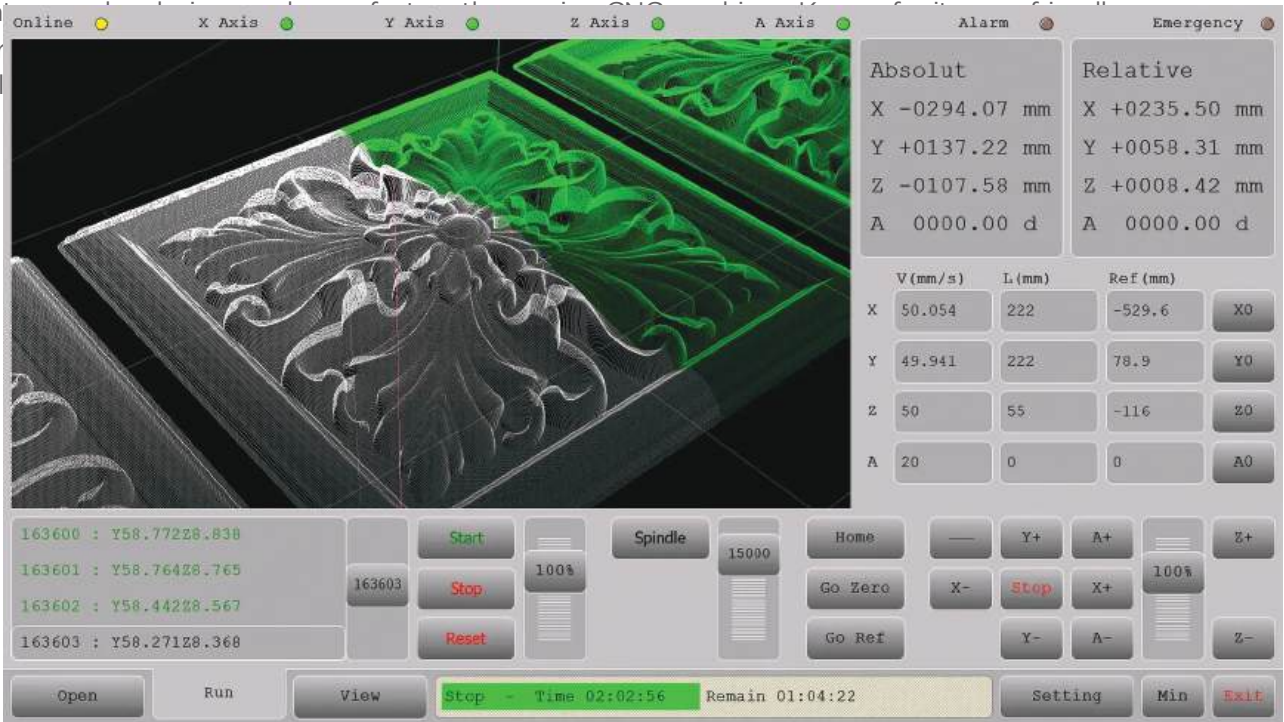 Online X Axis Y Axis Z Axis A Axis Alarm Emergency
Absolut
X -0294.07 mm
Y +0137.22 mm
Z -0107.58 mm
A 0000.00 d
Relative
X +0235.50 mm
Y +0058.31 mm
Z +0008.42 mm
A 0000.00 d
V(mm/s) L(mm) Ref(mm)
X 50.054 222 -529.6 X0
Y 49.941 222 78.9 Y0
Z 50 55 -116 Z0
A 20 0 0 A0
163600 : Y58.772Z8.838
163601 : Y58.764Z8.765
163602 : Y58.442Z8.567
163603 : Y58.271Z8.368
163603
Start
Stop
Reset
100%
Spindle
15000
Home
Go Zero
Go Ref
— Y+ A+
X- Stop X+
Y- A-
100%
Z+
Z-
Open Run View Stop - Time 02:02:56 Remain 01:04:22 Setting Min Exit